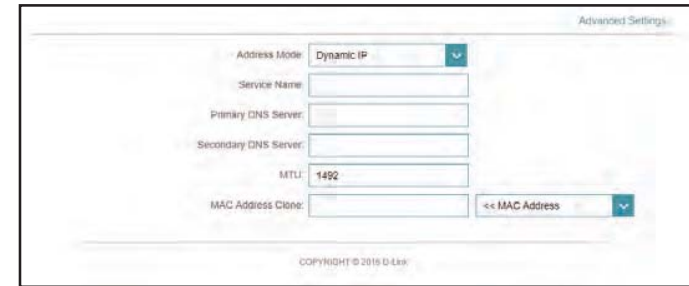 Advanced Settings
Address Mode: Dynamic IP
Service Name:
Primary DNS Server:
Secondary DNS Server:
MTU: 1492
MAC Address Clone: << MAC Address
COPYRIGHT © 2016 D-Link